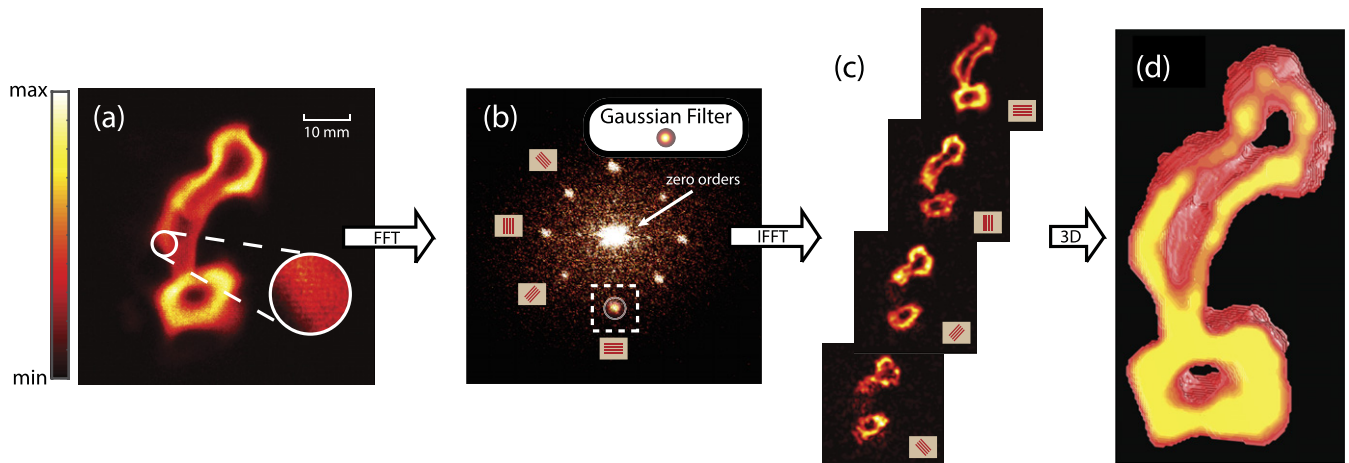 max
min
(a)
10 mm
FFT
(b)
Gaussian Filter
zero orders
IFFT
(c)
3D
(d)